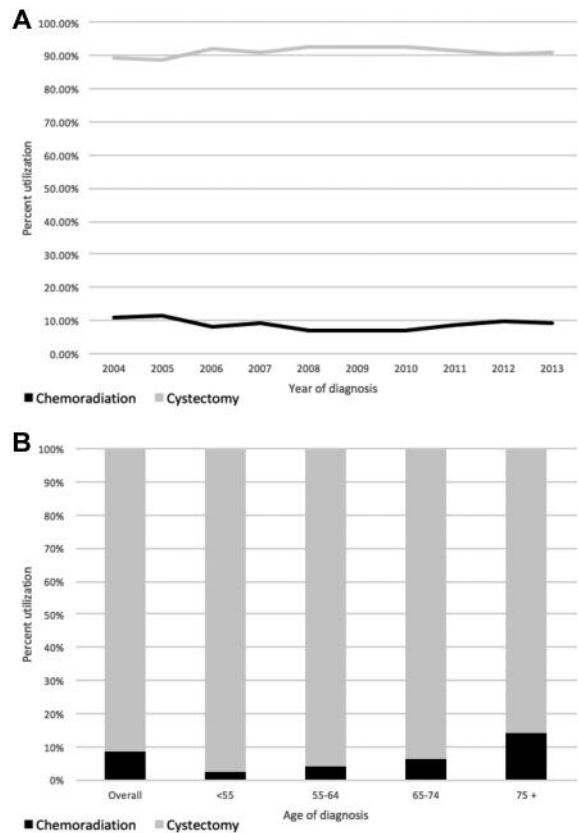 A
100.00%
90.00%
80.00%
70.00%
60.00%
50.00%
40.00%
30.00%
20.00%
10.00%
0.00%
Percent utilization
2004 2005 2006 2007 2008 2009 2010 2011 2012 2013
Year of diagnosis
Chemoradiation Cystectomy
B
100%
90%
80%
70%
60%
50%
40%
30%
20%
10%
0%
Percent utilization
Overall <55 55-64 65-74 75 +
Age of diagnosis
Chemoradiation Cystectomy